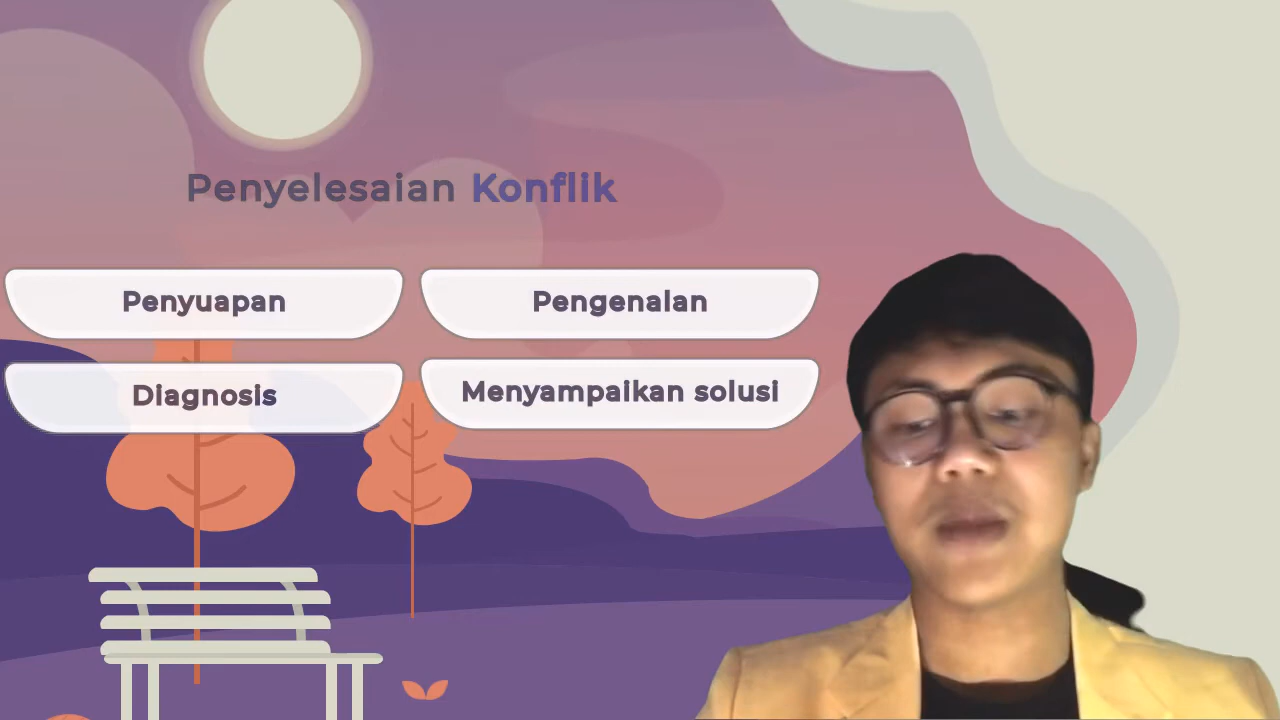 Penyelesaian Konflik
Penyuapan
Pengenalan
Diagnosis
Menyampaikan solusi